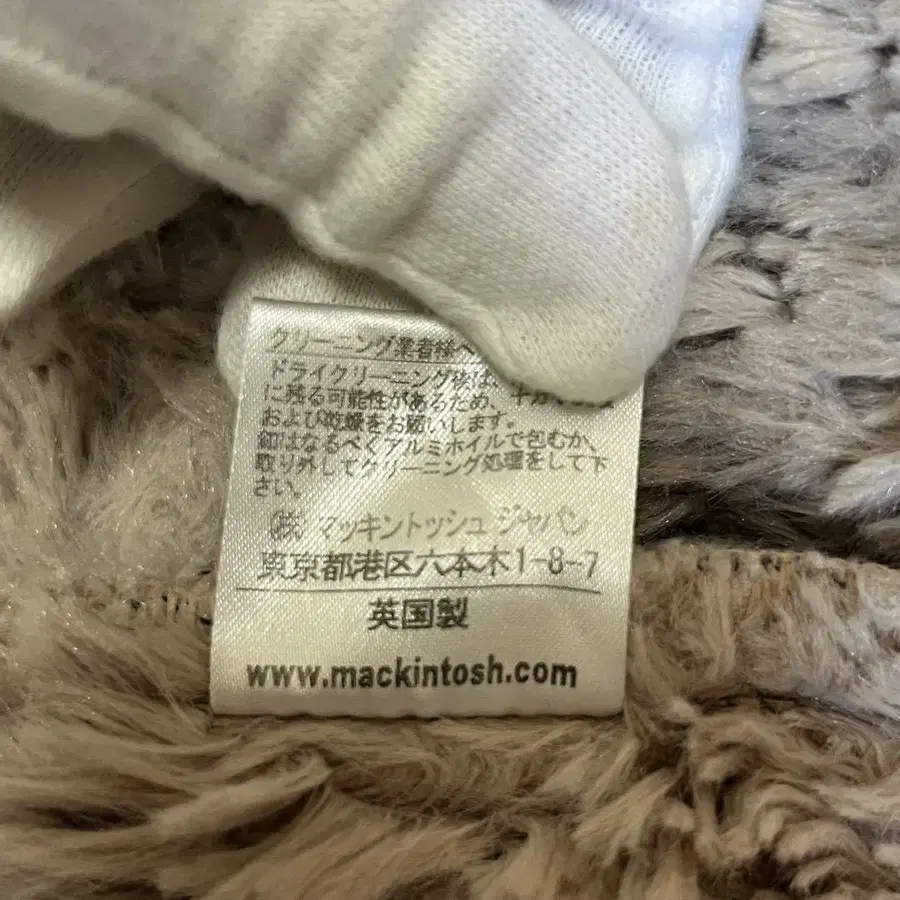 クリーニング業者様へ
ドライクリーニング後は、
に残る可能性があるため、十分
および乾燥をお願いします。
釦はなるべくアルミホイルで包むか、
取り外してクリーニング処理をして下
さい。
(株) マッキントッシュ ジャパン
東京都港区六本木1-8-7
英国製
www.mackintosh.com